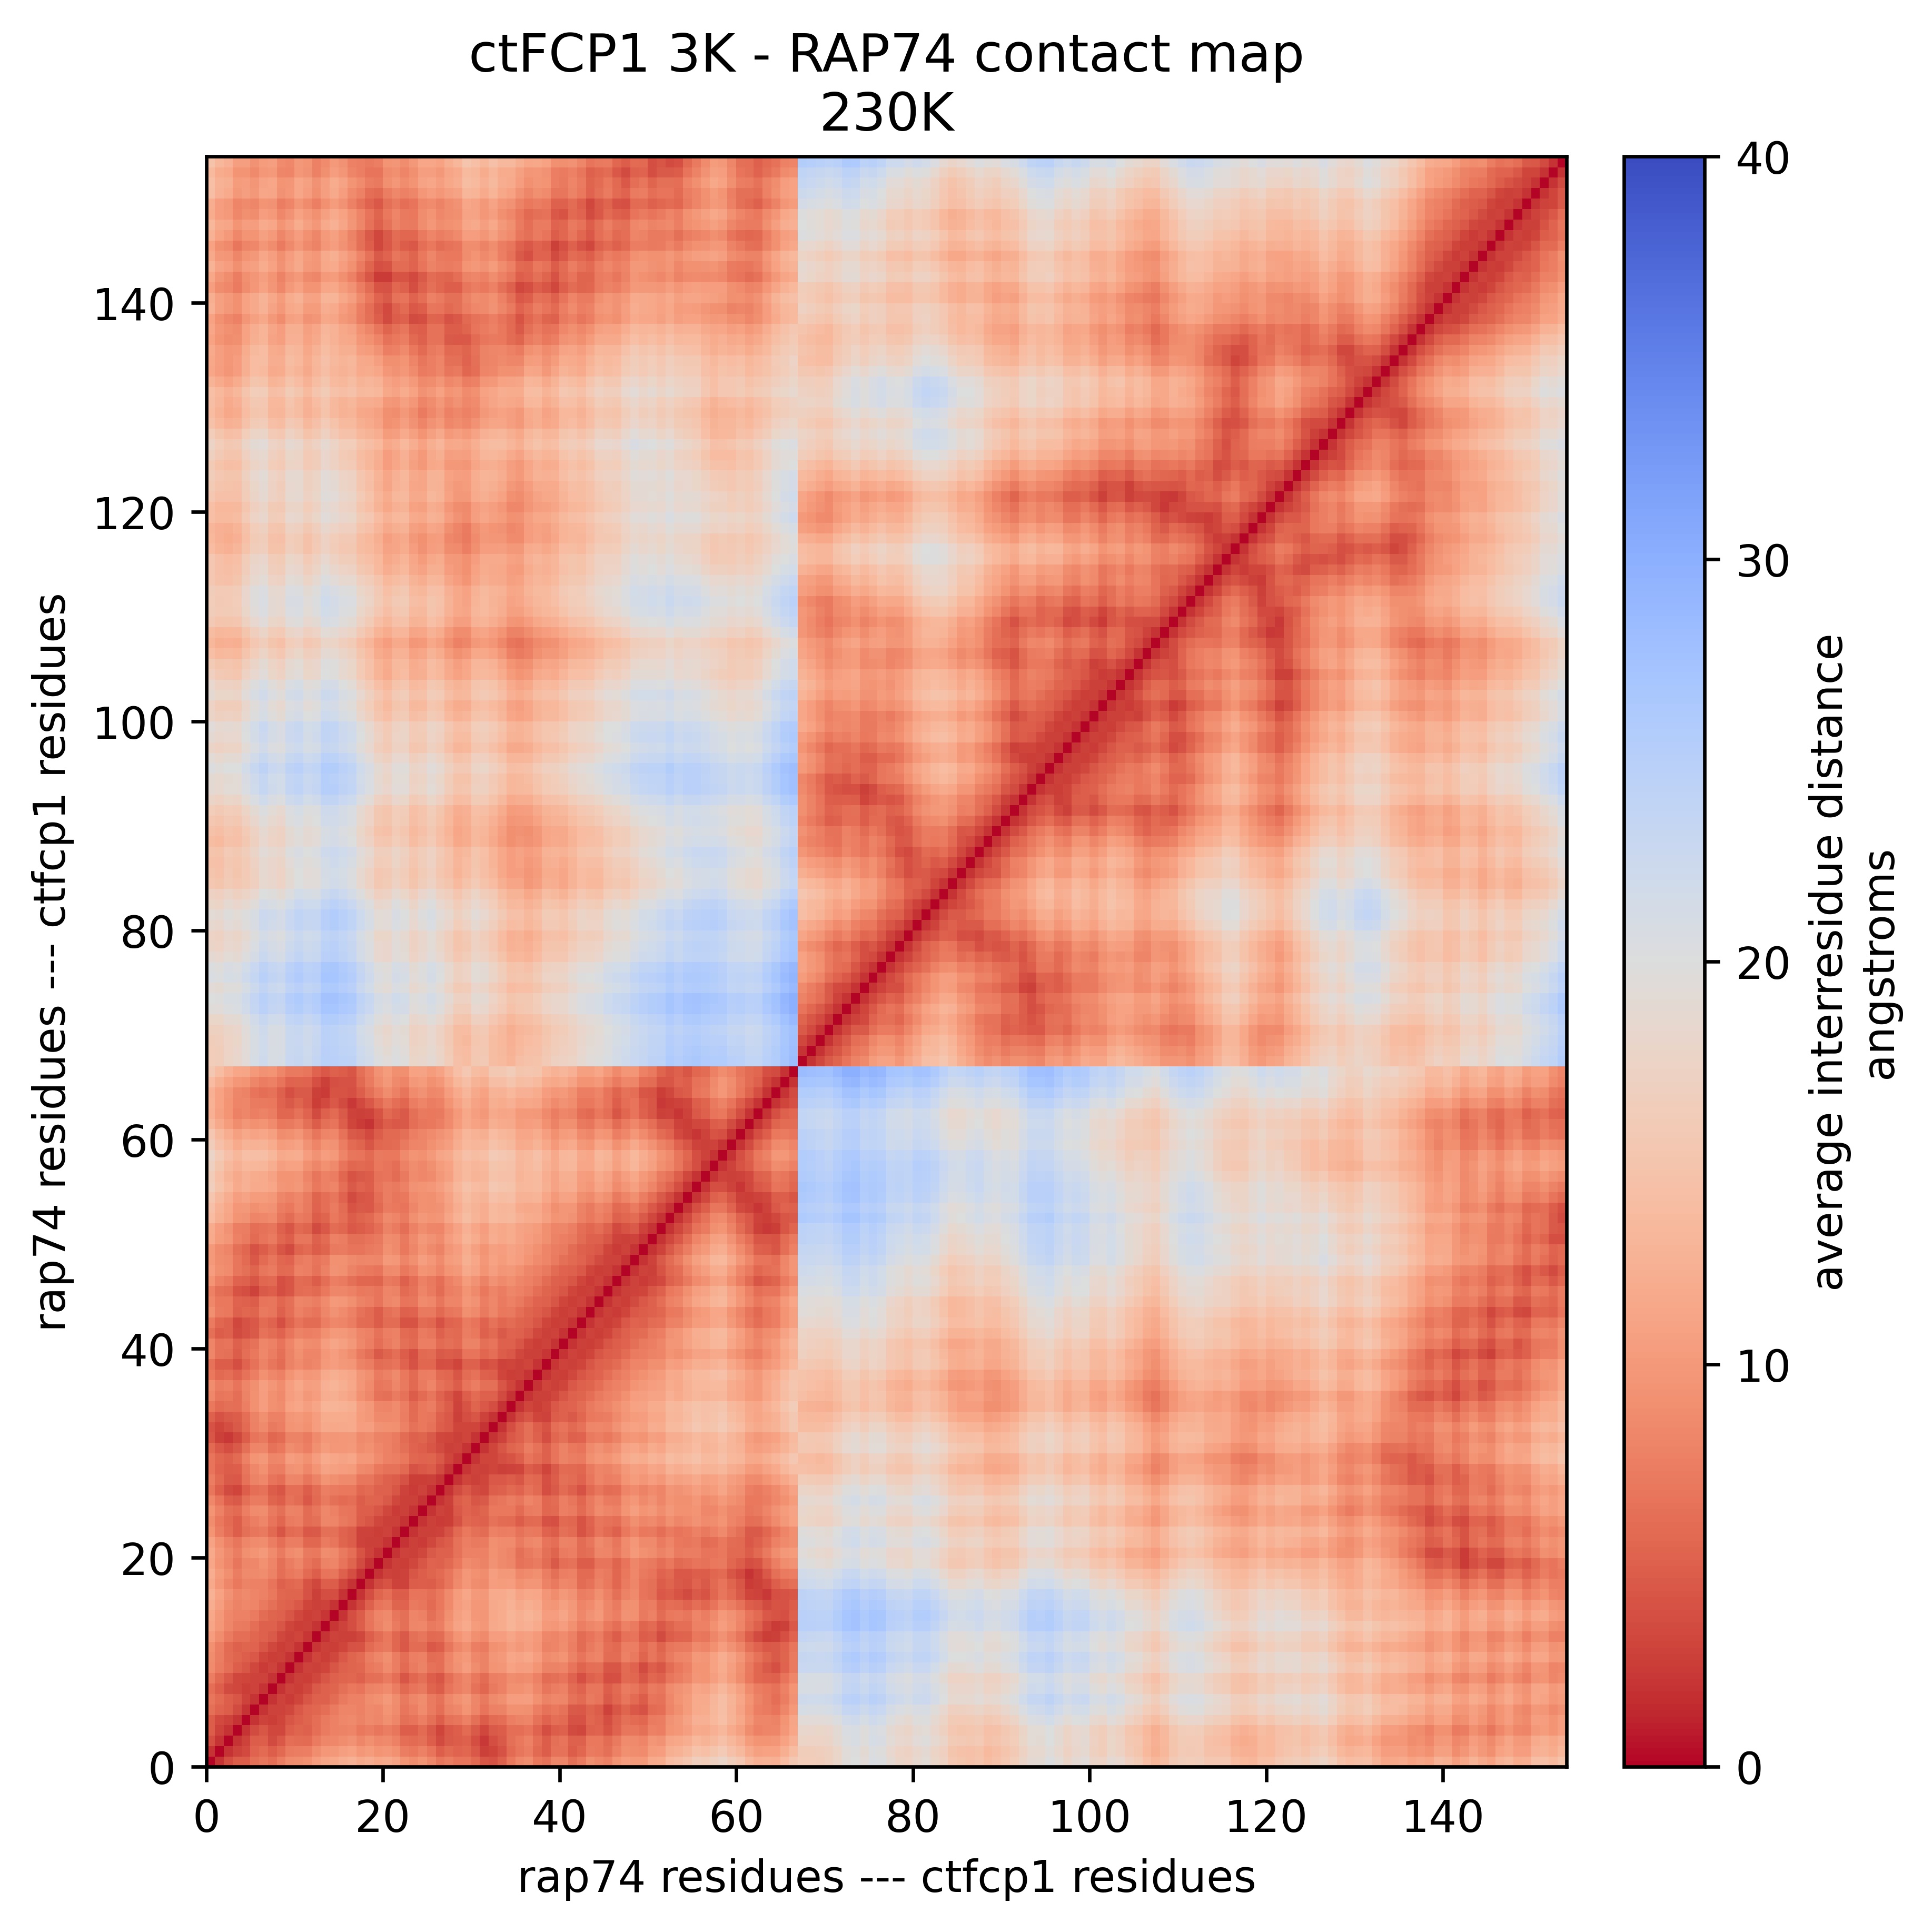 ctFCP1 3K - RAP74 contact map
230K
rap74 residues --- ctfcp1 residues
140
120
100
80
60
40
20
0
0 20 40 60 80 100 120 140
rap74 residues --- ctfcp1 residues
40
30
20
10
0
average interresidue distance
angstroms